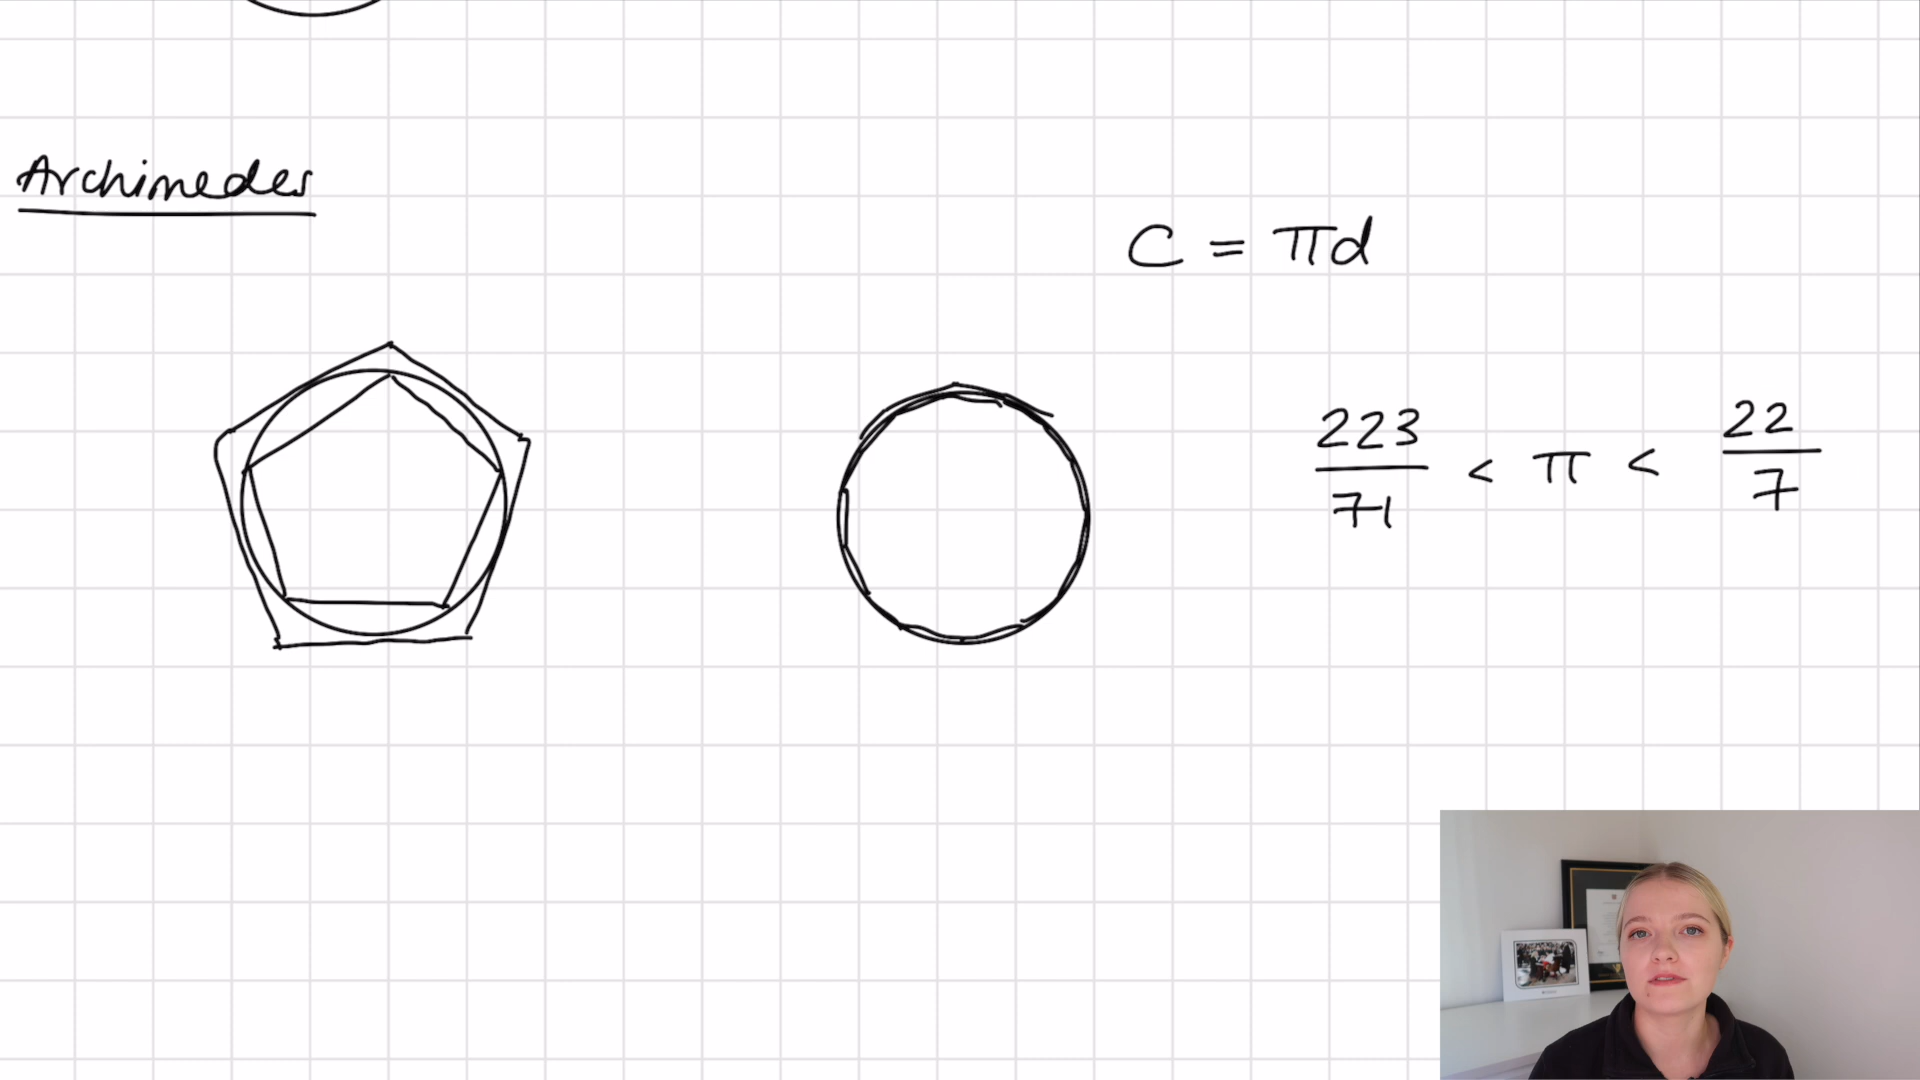 Archimedes
C = πd
223/71 < π < 22/7